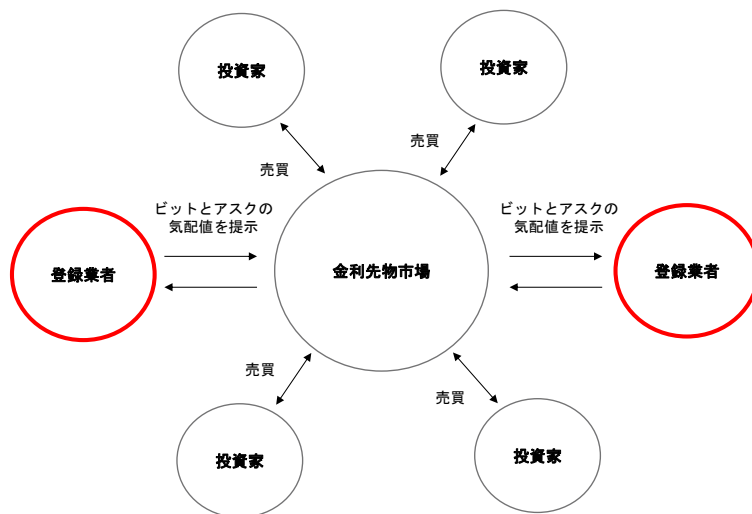 投資家
投資家
売買
売買
ビットとアスクの
気配値を提示
ビットとアスクの
気配値を提示
登録業者
金利先物市場
登録業者
売買
売買
投資家
投資家